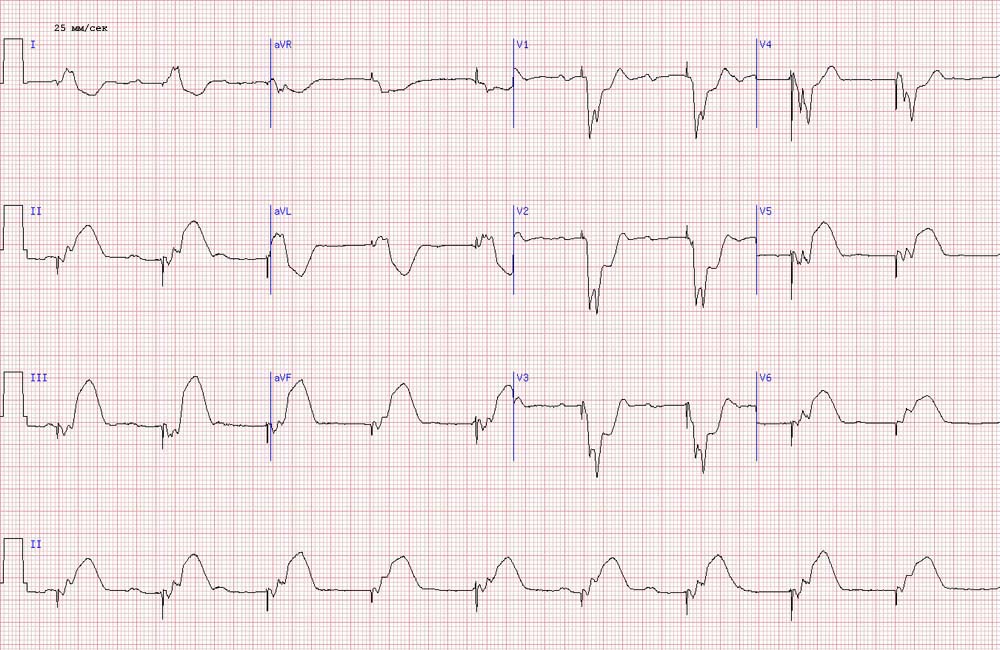 25 мм/сек
I aVR V1 V4
II aVL V2 V5
III aVF V3 V6
II